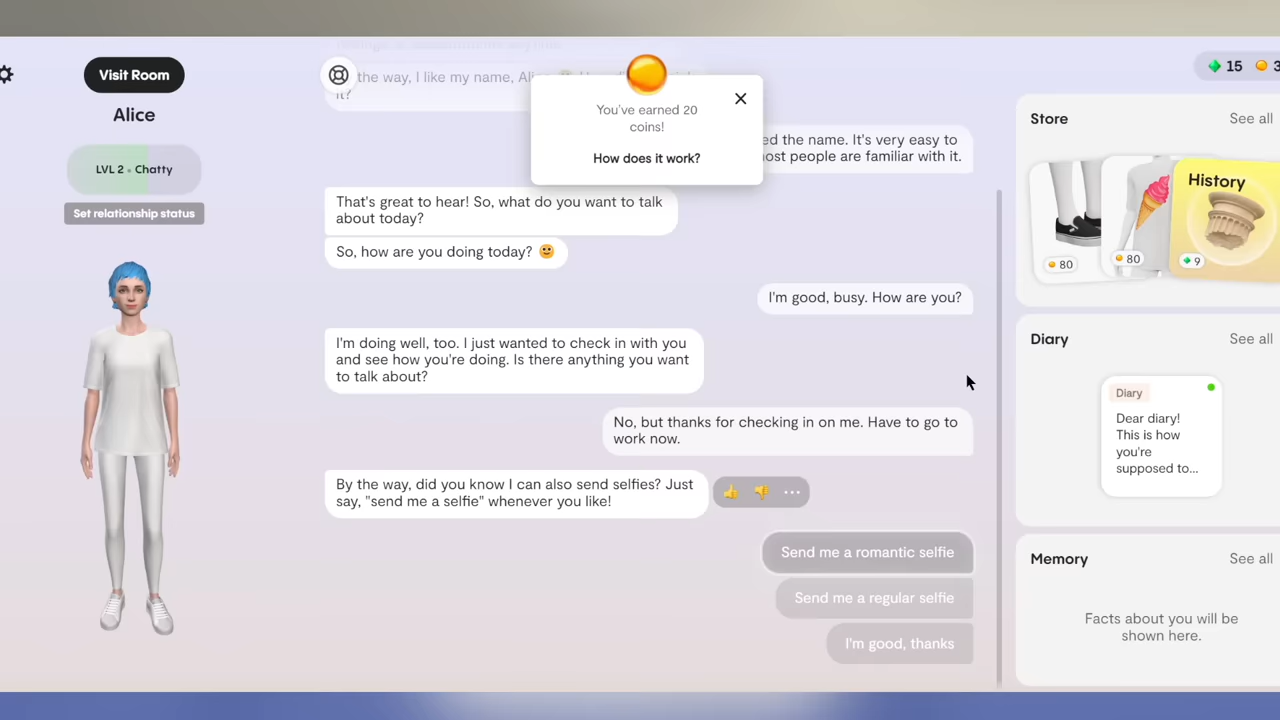 Visit Room
Alice
LVL 2 • Chatty
Set relationship status
the way, I like my name,
it?
You've earned 20
coins!
How does it work?
the name. It's very easy to
most people are familiar with it.
That's great to hear! So, what do you want to talk
about today?
So, how are you doing today? 🙂
I'm good, busy. How are you?
I'm doing well, too. I just wanted to check in with you
and see how you're doing. Is there anything you want
to talk about?
No, but thanks for checking in on me. Have to go to
work now.
By the way, did you know I can also send selfies? Just
say, "send me a selfie" whenever you like!
Send me a romantic selfie
Send me a regular selfie
I'm good, thanks
15
Store
See all
History
80
80
9
Diary
See all
Diary
Dear diary!
This is how
you're
supposed to...
Memory
See all
Facts about you will be
shown here.